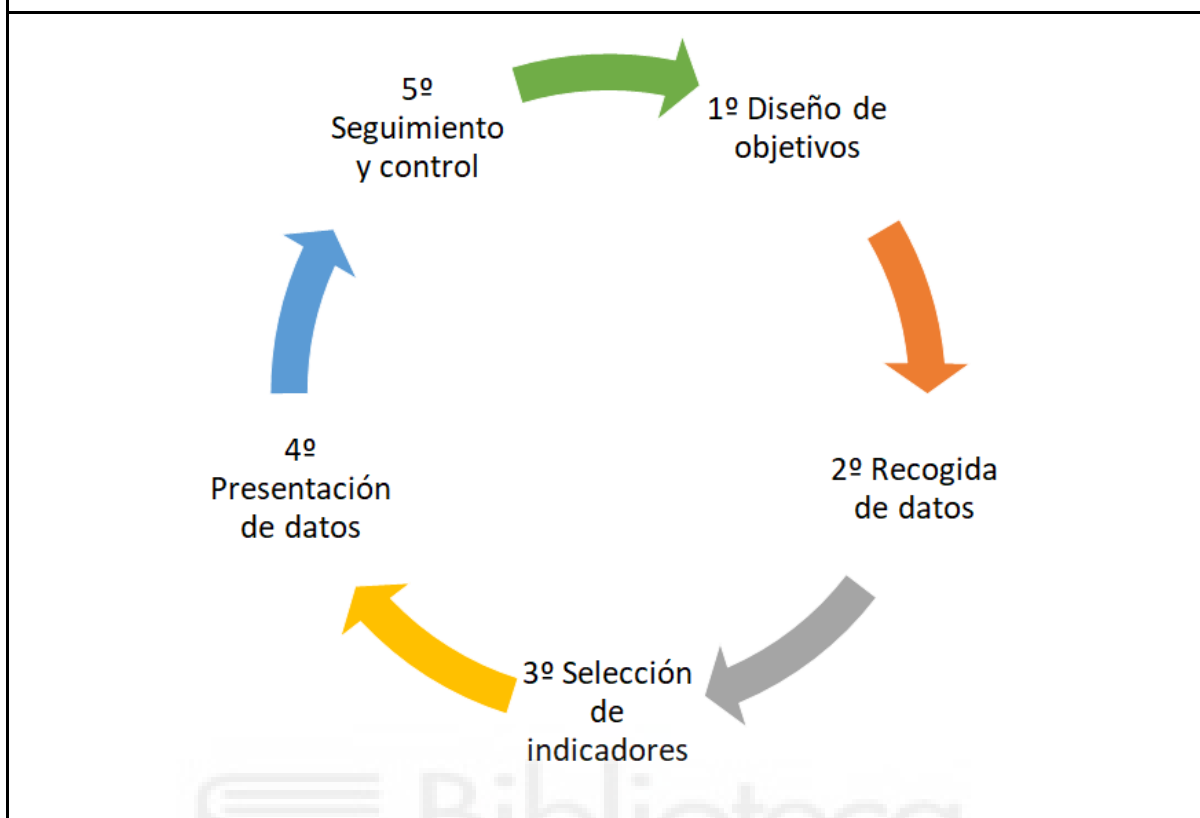 1º Diseño de
objetivos
2º Recogida
de datos
3º Selección
de
indicadores
4º
Presentación
de datos
5º
Seguimiento
y control
Biblioteca